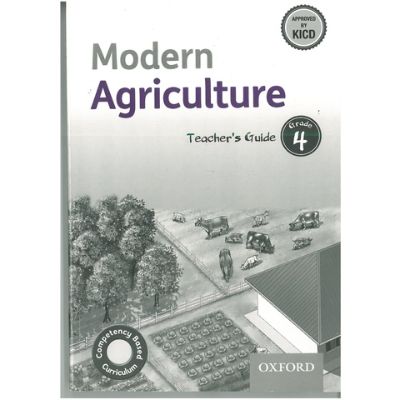 APPROVED
BY
KICD
Modern
Agriculture
Teacher's Guide
Grade
4
Competency Based
Curriculum
OXFORD